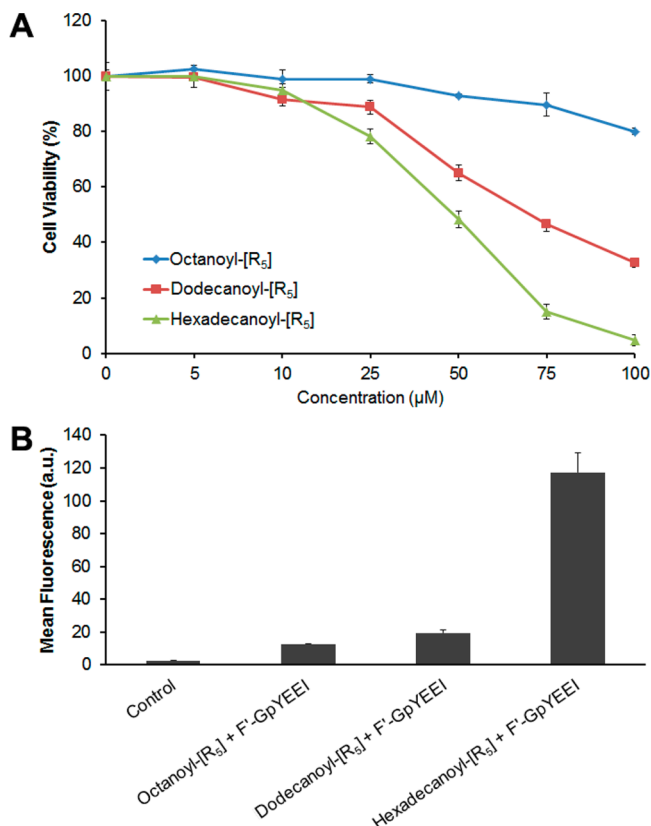 A
120
100
80
60
40
20
0
Cell Viability (%)
Octanoyl-[R₅]
Dodecanoyl-[R₅]
Hexadecanoyl-[R₅]
0 5 10 25 50 75 100
Concentration (µM)
B
140
120
100
80
60
40
20
0
Mean Fluorescence (a.u.)
Control
Octanoyl-[R₅] + F'-GpYEEI
Dodecanoyl-[R₅] + F'-GpYEEI
Hexadecanoyl-[R₅] + F'-GpYEEI